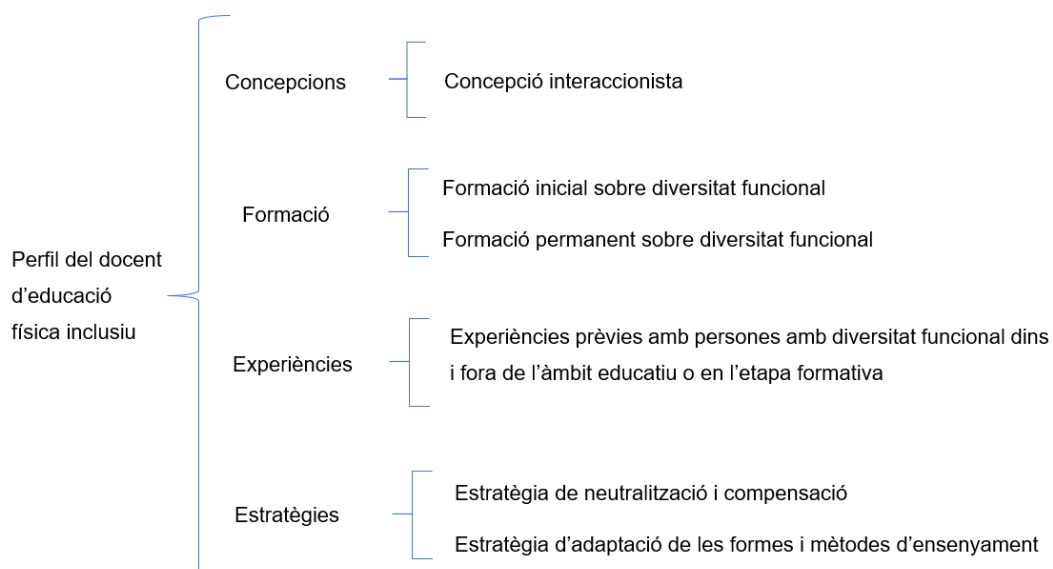 Perfil del docent
d’educació
física inclusiu
Concepcions
Concepció interaccionista
Formació
Formació inicial sobre diversitat funcional
Formació permanent sobre diversitat funcional
Experiències
Experiències prèvies amb persones amb diversitat funcional dins
i fora de l’àmbit educatiu o en l’etapa formativa
Estratégies
Estratègia de neutralització i compensació
Estratègia d’adaptació de les formes i mètodes d’ensenyament